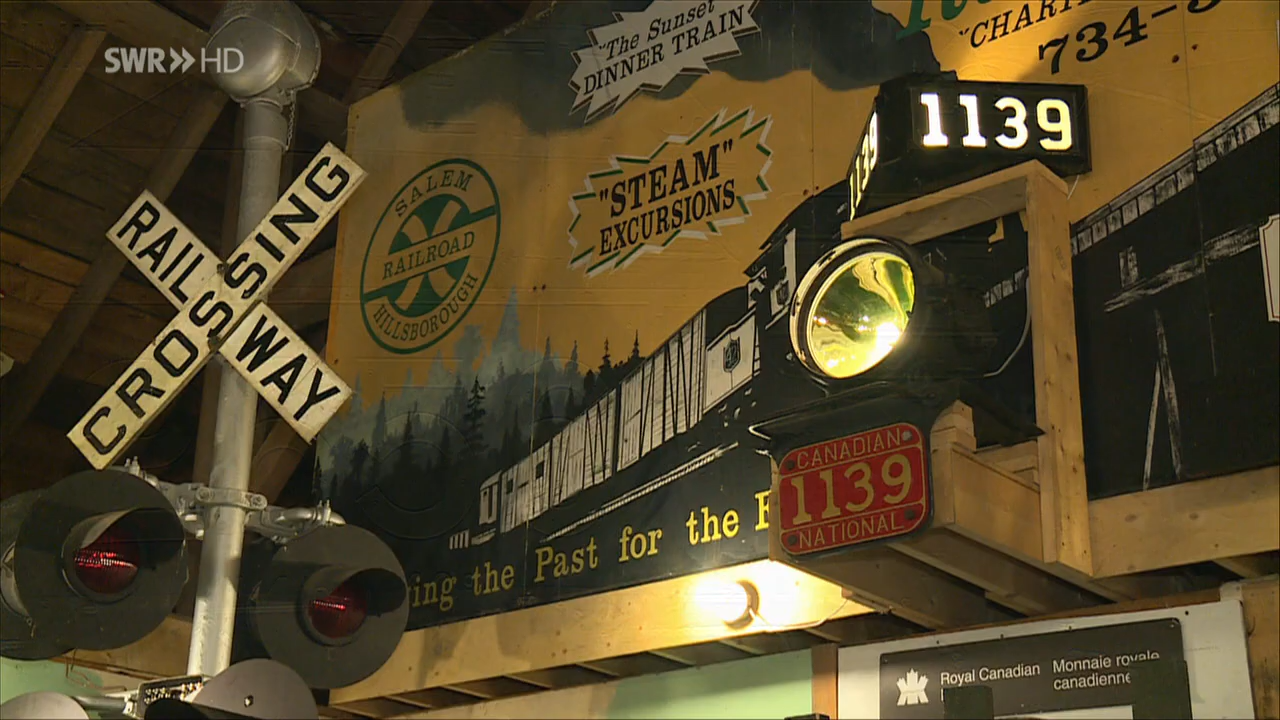 SWR>>HD
"The Sunset
DINNER TRAIN
"CHAR
734-
1139
1139
"STEAM"
EXCURSIONS
SALEM
RAILROAD
HILLSBOROUGH
RAILWAY
CROSSING
ing the Past for the
CANADIAN
1139
NATIONAL
Royal Canadian
Monnaie royale
canadienne